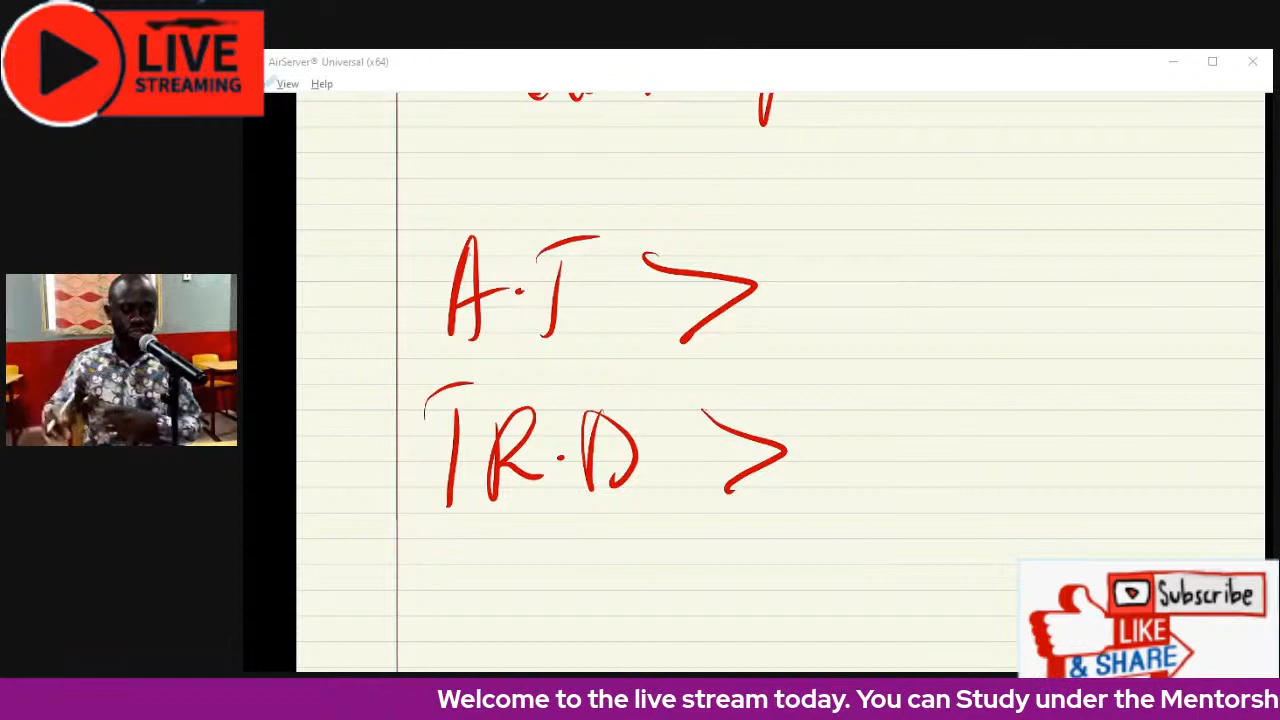 LIVE
STREAMING
AirServer® Universal (x64)
View Help
A.T >
TR.D >
Subscribe
LIKE
& SHARE
Welcome to the live stream today. You can Study under the Mentorsh